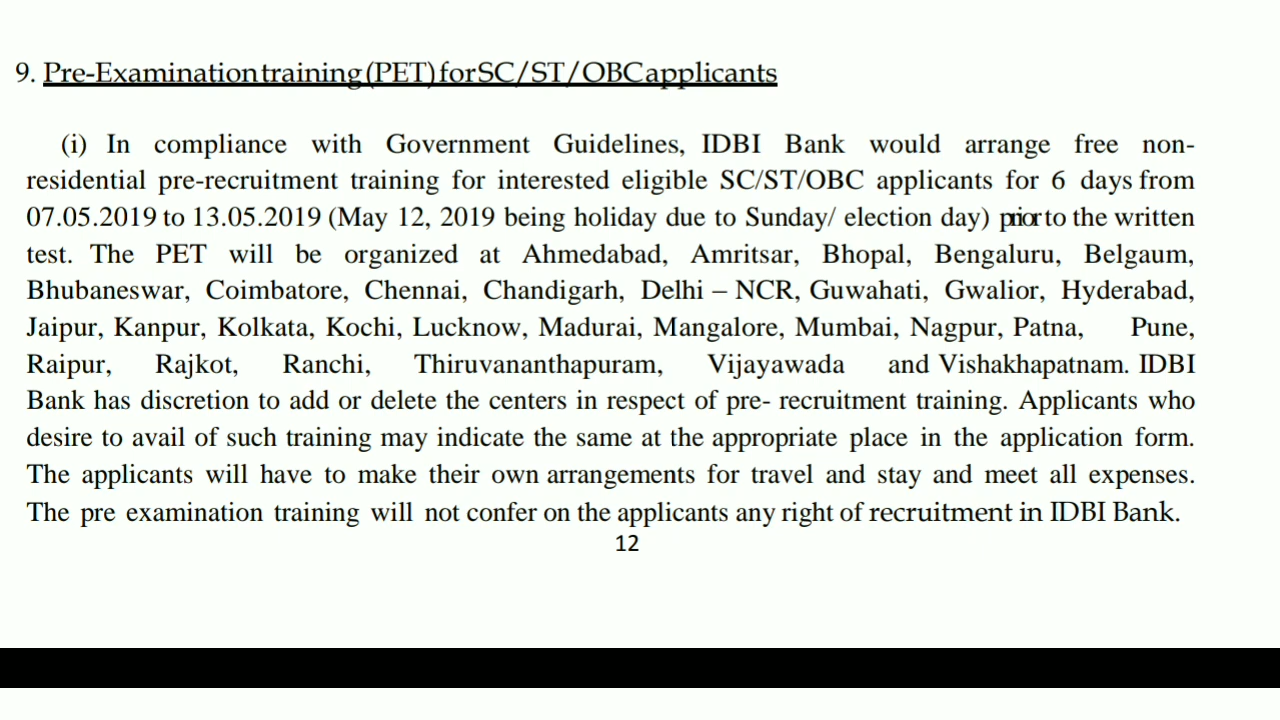 9. Pre-Examination training (PET) for SC/ST/OBC applicants
(i) In compliance with Government Guidelines, IDBI Bank would arrange free non-
residential pre-recruitment training for interested eligible SC/ST/OBC applicants for 6 days from
07.05.2019 to 13.05.2019 (May 12, 2019 being holiday due to Sunday/ election day) prior to the written
test. The PET will be organized at Ahmedabad, Amritsar, Bhopal, Bengaluru, Belgaum,
Bhubaneswar, Coimbatore, Chennai, Chandigarh, Delhi – NCR, Guwahati, Gwalior, Hyderabad,
Jaipur, Kanpur, Kolkata, Kochi, Lucknow, Madurai, Mangalore, Mumbai, Nagpur, Patna, Pune,
Raipur, Rajkot, Ranchi, Thiruvananthapuram, Vijayawada and Vishakhapatnam. IDBI
Bank has discretion to add or delete the centers in respect of pre- recruitment training. Applicants who
desire to avail of such training may indicate the same at the appropriate place in the application form.
The applicants will have to make their own arrangements for travel and stay and meet all expenses.
The pre examination training will not confer on the applicants any right of recruitment in IDBI Bank.
12